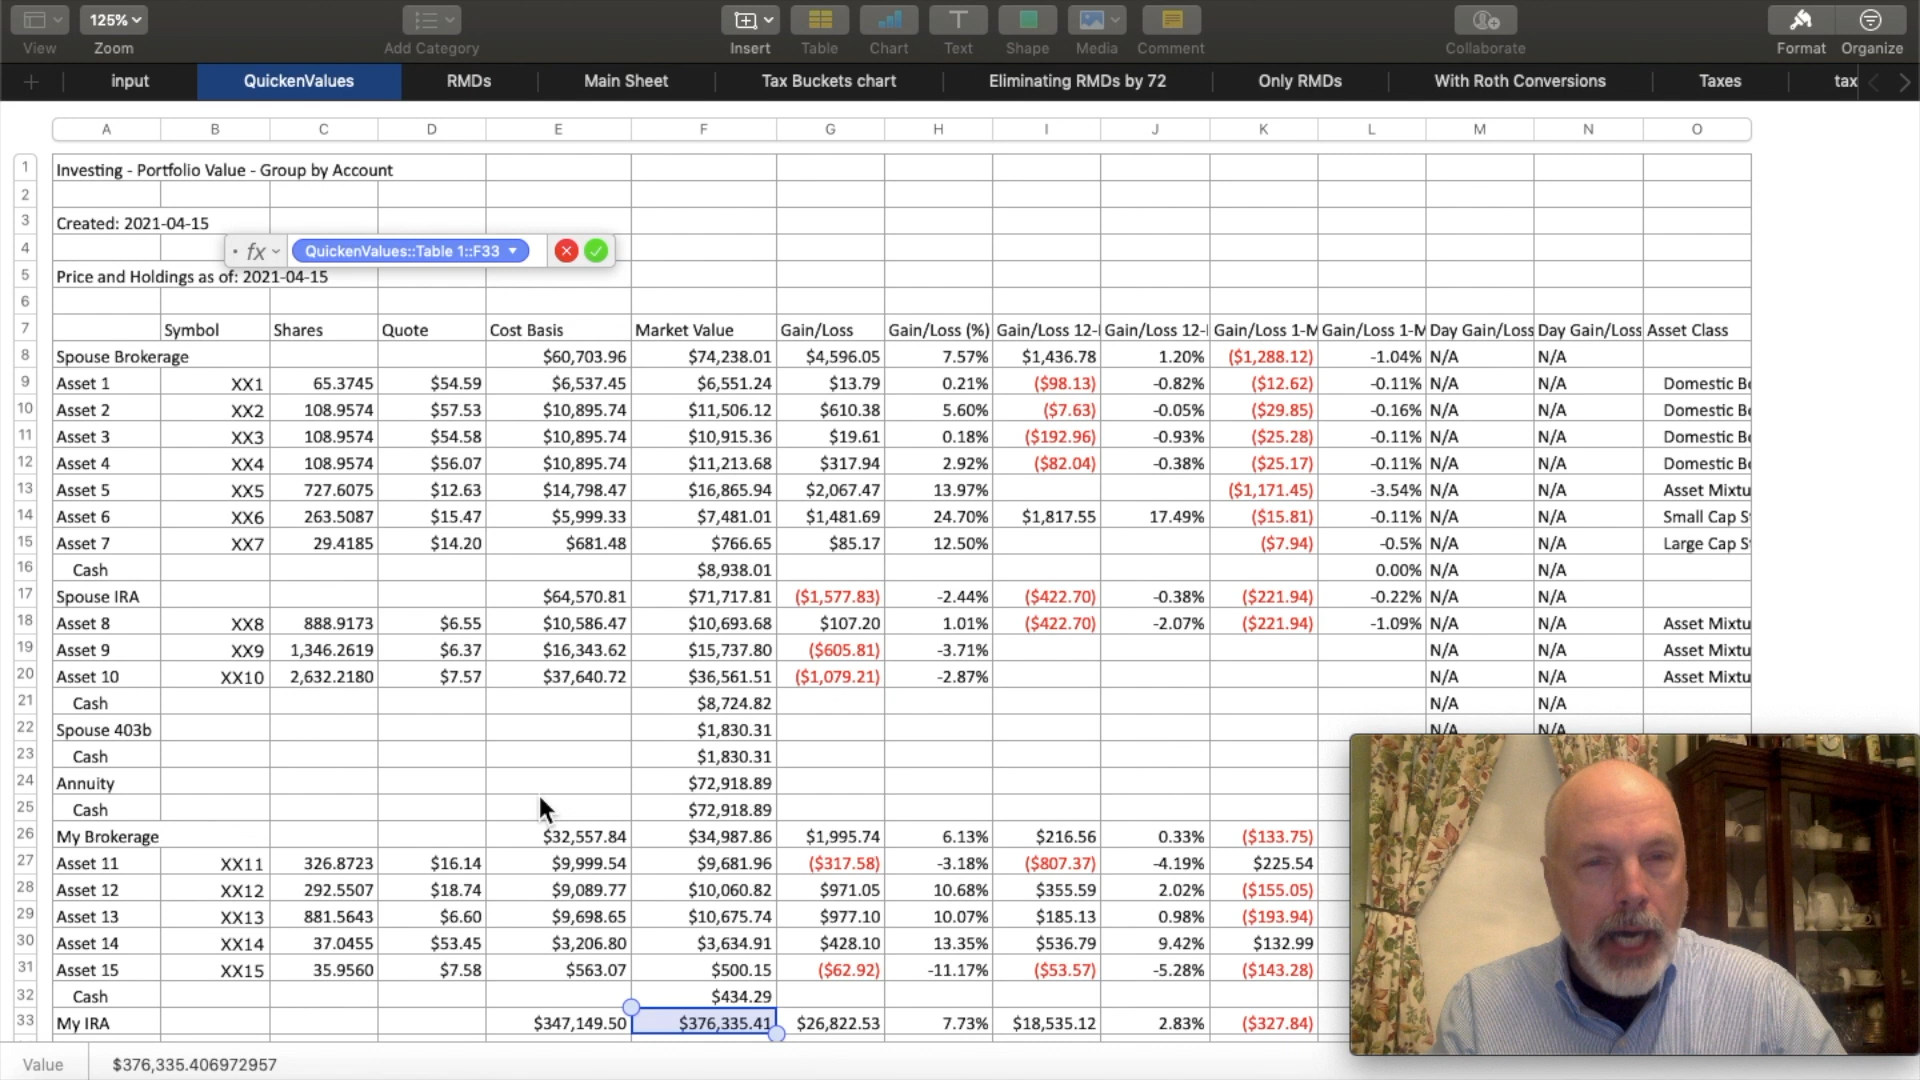 125%
View Zoom Add Category Insert Table Chart Text Shape Media Comment Collaborate Format Organize
input QuickenValues RMDs Main Sheet Tax Buckets chart Eliminating RMDs by 72 Only RMDs With Roth Conversions Taxes tax
A B C D E F G H I J K L M N O
1 Investing - Portfolio Value - Group by Account
2
3 Created: 2021-04-15
4 fx QuickenValues::Table 1::F33
5 Price and Holdings as of: 2021-04-15
6
7 Symbol Shares Quote Cost Basis Market Value Gain/Loss Gain/Loss (%) Gain/Loss 12- Gain/Loss 12- Gain/Loss 1-M Gain/Loss 1-M Day Gain/Loss Day Gain/Loss Asset Class
8 Spouse Brokerage $60,703.96 $74,238.01 $4,596.05 7.57% $1,436.78 1.20% ($1,288.12) -1.04% N/A N/A
9 Asset 1 XX1 65.3745 $54.59 $6,537.45 $6,551.24 $13.79 0.21% ($98.13) -0.82% ($12.62) -0.11% N/A N/A Domestic Bo
10 Asset 2 XX2 108.9574 $57.53 $10,895.74 $11,506.12 $610.38 5.60% ($7.63) -0.05% ($29.85) -0.16% N/A N/A Domestic Bo
11 Asset 3 XX3 108.9574 $54.58 $10,895.74 $10,915.36 $19.61 0.18% ($192.96) -0.93% ($25.28) -0.11% N/A N/A Domestic Bo
12 Asset 4 XX4 108.9574 $56.07 $10,895.74 $11,213.68 $317.94 2.92% ($82.04) -0.38% ($25.17) -0.11% N/A N/A Domestic Bo
13 Asset 5 XX5 727.6075 $12.63 $14,798.47 $16,865.94 $2,067.47 13.97% ($1,171.45) -3.54% N/A N/A Asset Mixtu
14 Asset 6 XX6 263.5087 $15.47 $5,999.33 $7,481.01 $1,481.69 24.70% $1,817.55 17.49% ($15.81) -0.11% N/A N/A Small Cap S
15 Asset 7 XX7 29.4185 $14.20 $681.48 $766.65 $85.17 12.50% ($7.94) -0.5% N/A N/A Large Cap S
16 Cash $8,938.01 0.00% N/A N/A
17 Spouse IRA $64,570.81 $71,717.81 ($1,577.83) -2.44% ($422.70) -0.38% ($221.94) -0.22% N/A N/A
18 Asset 8 XX8 888.9173 $6.55 $10,586.47 $10,693.68 $107.20 1.01% ($422.70) -2.07% ($221.94) -1.09% N/A N/A Asset Mixtu
19 Asset 9 XX9 1,346.2619 $6.37 $16,343.62 $15,737.80 ($605.81) -3.71% N/A N/A Asset Mixtu
20 Asset 10 XX10 2,632.2180 $7.57 $37,640.72 $36,561.51 ($1,079.21) -2.87% N/A N/A Asset Mixtu
21 Cash $8,724.82 N/A N/A
22 Spouse 403b $1,830.31 N/A N/A
23 Cash $1,830.31
24 Annuity $72,918.89
25 Cash $72,918.89
26 My Brokerage $32,557.84 $34,987.86 $1,995.74 6.13% $216.56 0.33% ($133.75)
27 Asset 11 XX11 326.8723 $16.14 $9,999.54 $9,681.96 ($317.58) -3.18% ($807.37) -4.19% $225.54
28 Asset 12 XX12 292.5507 $18.74 $9,089.77 $10,060.82 $971.05 10.68% $355.59 2.02% ($155.05)
29 Asset 13 XX13 881.5643 $6.60 $9,698.65 $10,675.74 $977.10 10.07% $185.13 0.98% ($193.94)
30 Asset 14 XX14 37.0455 $53.45 $3,206.80 $3,634.91 $428.10 13.35% $536.79 9.42% $132.99
31 Asset 15 XX15 35.9560 $7.58 $563.07 $500.15 ($62.92) -11.17% ($53.57) -5.28% ($143.28)
32 Cash $434.29
33 My IRA $347,149.50 $376,335.41 $26,822.53 7.73% $18,535.12 2.83% ($327.84)
Value $376,335.406972957